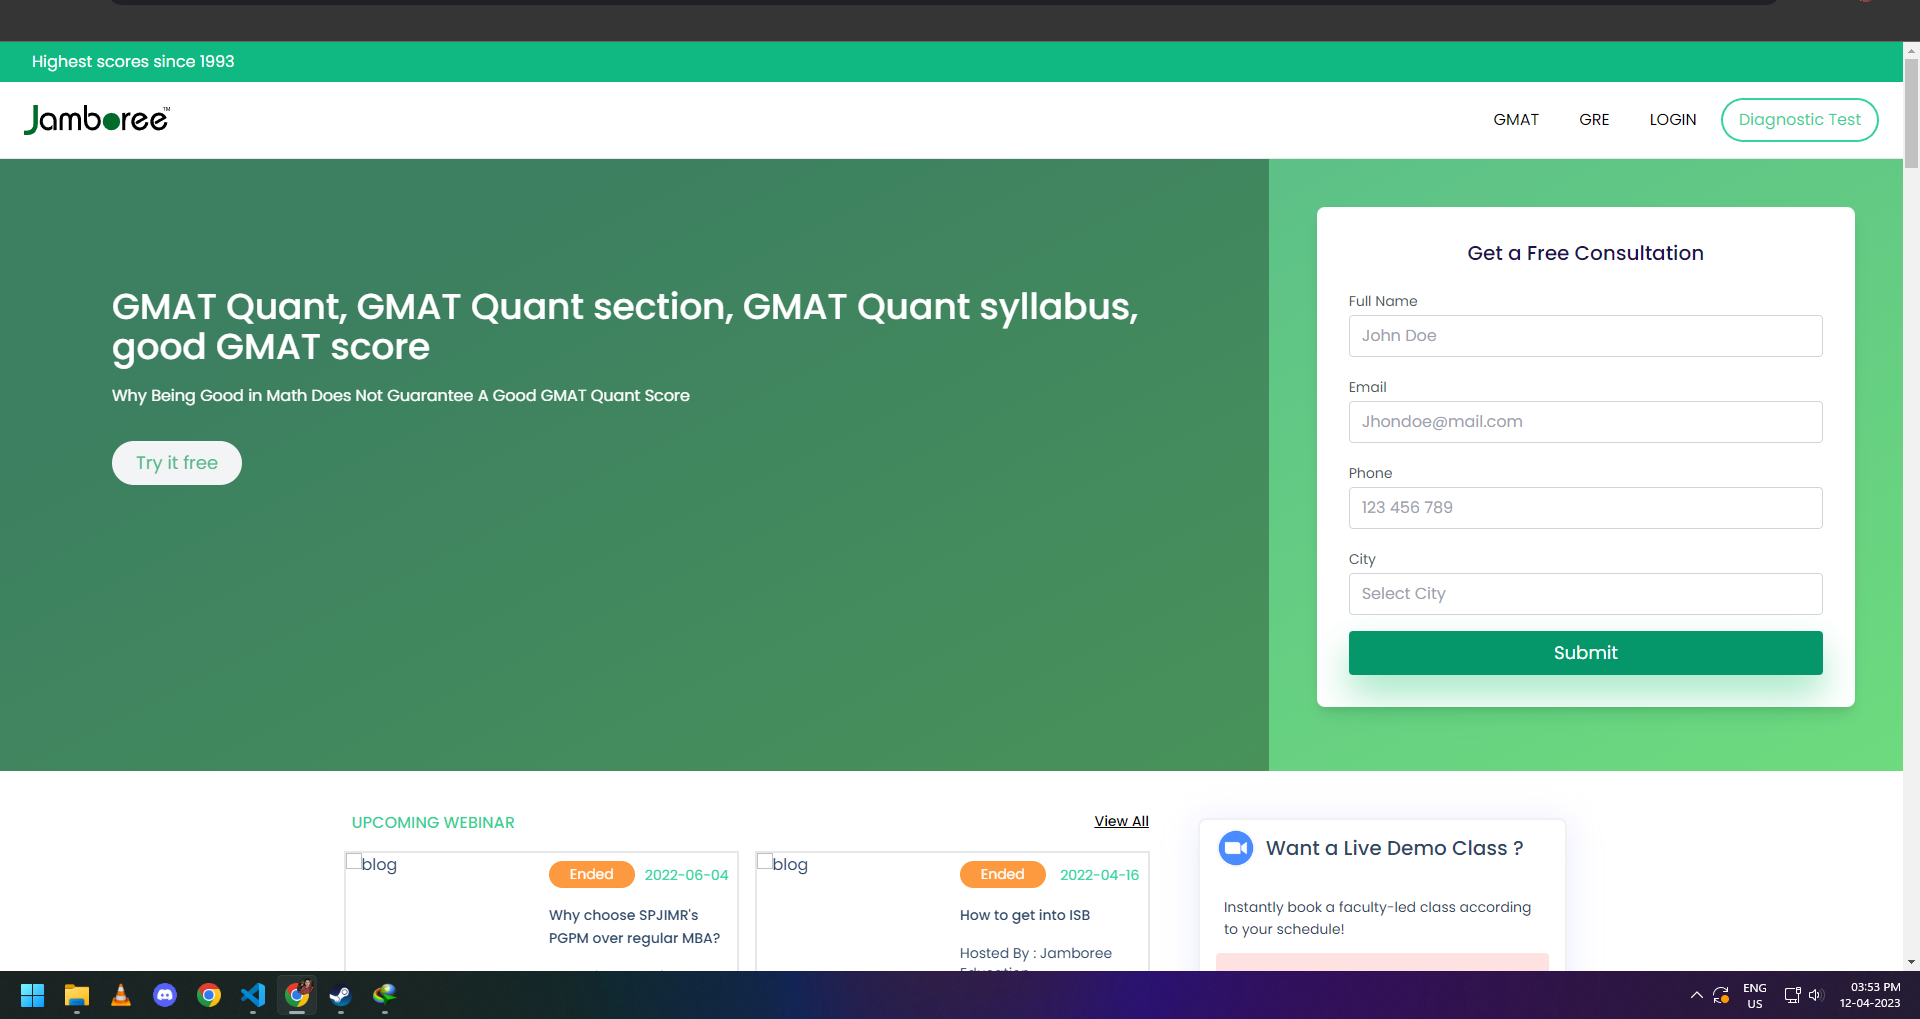 Highest scores since 1993
Jamboree™
GMAT
GRE
LOGIN
Diagnostic Test
GMAT Quant, GMAT Quant section, GMAT Quant syllabus,
good GMAT score
Why Being Good in Math Does Not Guarantee A Good GMAT Quant Score
Try it free
Get a Free Consultation
Full Name
John Doe
Email
Jhondoe@mail.com
Phone
123 456 789
City
Select City
Submit
UPCOMING WEBINAR
View All
blog
Ended
2022-06-04
Why choose SPJIMR's
PGPM over regular MBA?
blog
Ended
2022-04-16
How to get into ISB
Hosted By : Jamboree
Education
Want a Live Demo Class ?
Instantly book a faculty-led class according
to your schedule!
ENG
US
03:53 PM
12-04-2023